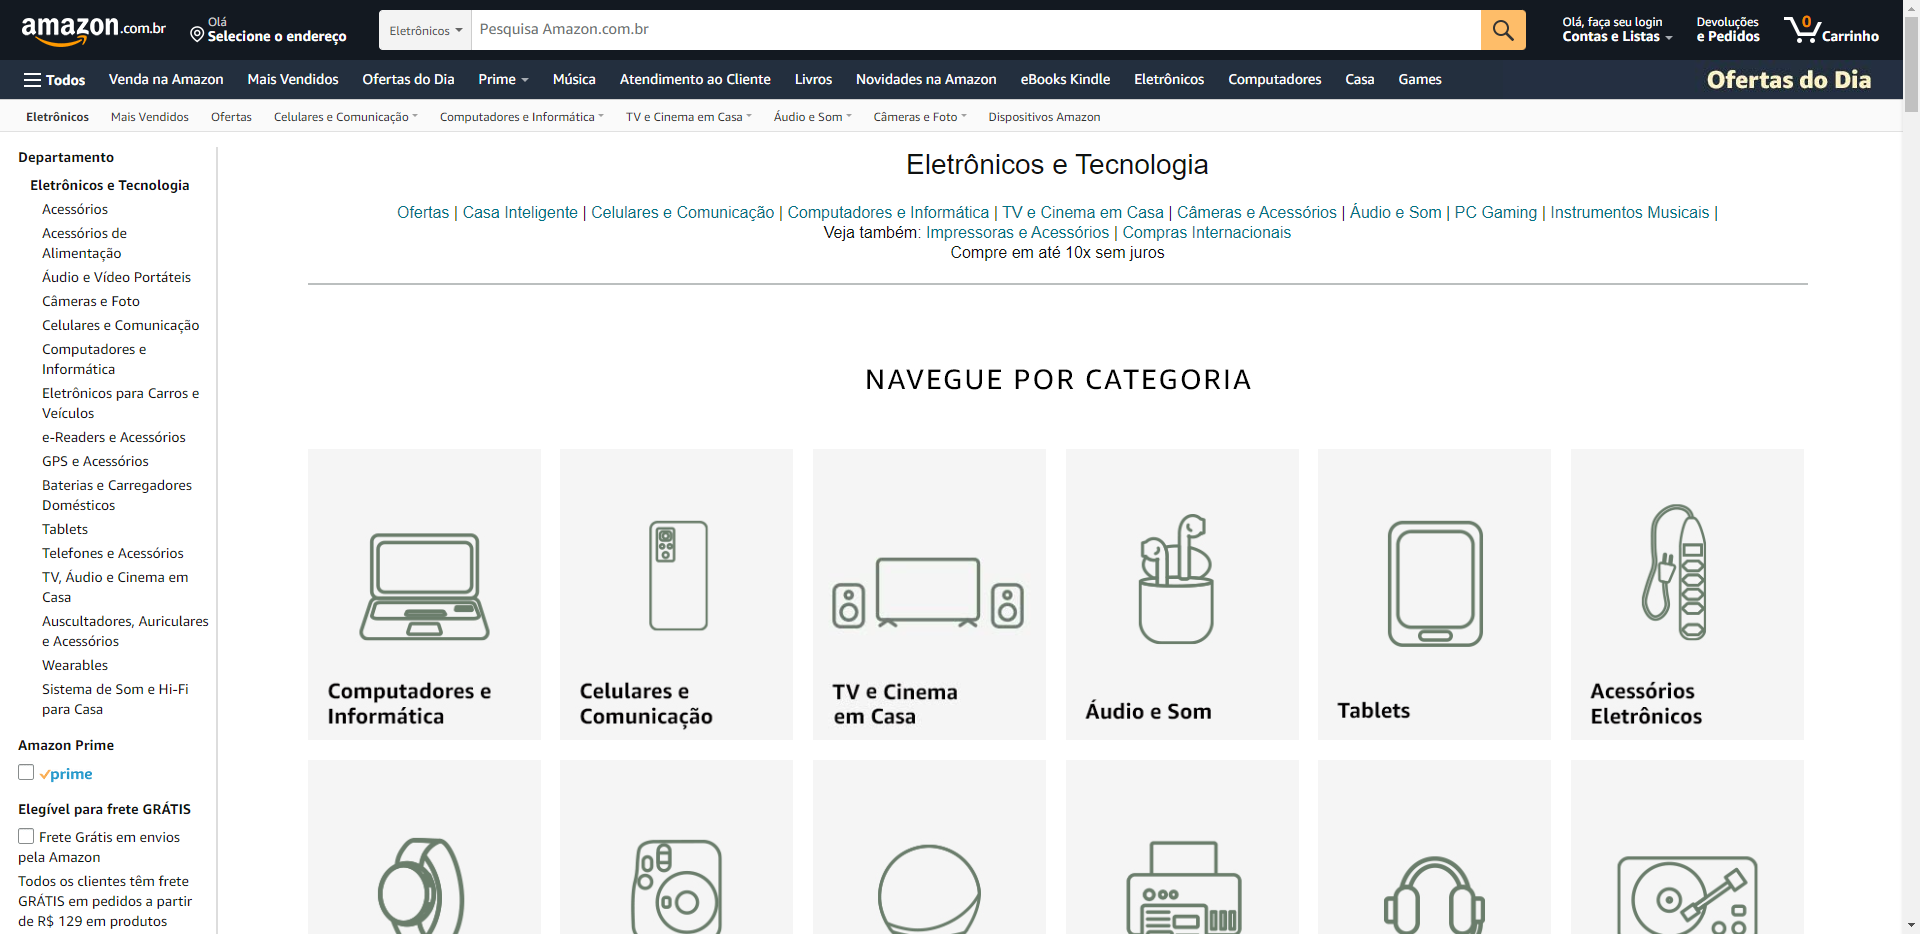 amazon.com.br
Olá
Selecione o endereço
Eletrônicos
Pesquisa Amazon.com.br
Olá, faça seu login
Contas e Listas
Devoluções
e Pedidos
0
Carrinho
Todos
Venda na Amazon
Mais Vendidos
Ofertas do Dia
Prime
Música
Atendimento ao Cliente
Livros
Novidades na Amazon
eBooks Kindle
Eletrônicos
Computadores
Casa
Games
Ofertas do Dia
Eletrônicos
Mais Vendidos
Ofertas
Celulares e Comunicação
Computadores e Informática
TV e Cinema em Casa
Áudio e Som
Câmeras e Foto
Dispositivos Amazon
Departamento
Eletrônicos e Tecnologia
Acessórios
Acessórios de
Alimentação
Áudio e Vídeo Portáteis
Câmeras e Foto
Celulares e Comunicação
Computadores e
Informática
Eletrônicos para Carros e
Veículos
e-Readers e Acessórios
GPS e Acessórios
Baterias e Carregadores
Domésticos
Tablets
Telefones e Acessórios
TV, Áudio e Cinema em
Casa
Auscultadores, Auriculares
e Acessórios
Wearables
Sistema de Som e Hi-Fi
para Casa
Amazon Prime
prime
Elegível para frete GRÁTIS
Frete Grátis em envios
pela Amazon
Todos os clientes têm frete
GRÁTIS em pedidos a partir
de R$ 129 em produtos
Eletrônicos e Tecnologia
Ofertas | Casa Inteligente | Celulares e Comunicação | Computadores e Informática | TV e Cinema em Casa | Câmeras e Acessórios | Áudio e Som | PC Gaming | Instrumentos Musicais |
Veja também: Impressoras e Acessórios | Compras Internacionais
Compre em até 10x sem juros
NAVEGUE POR CATEGORIA
Computadores e
Informática
Celulares e
Comunicação
TV e Cinema
em Casa
Áudio e Som
Tablets
Acessórios
Eletrônicos